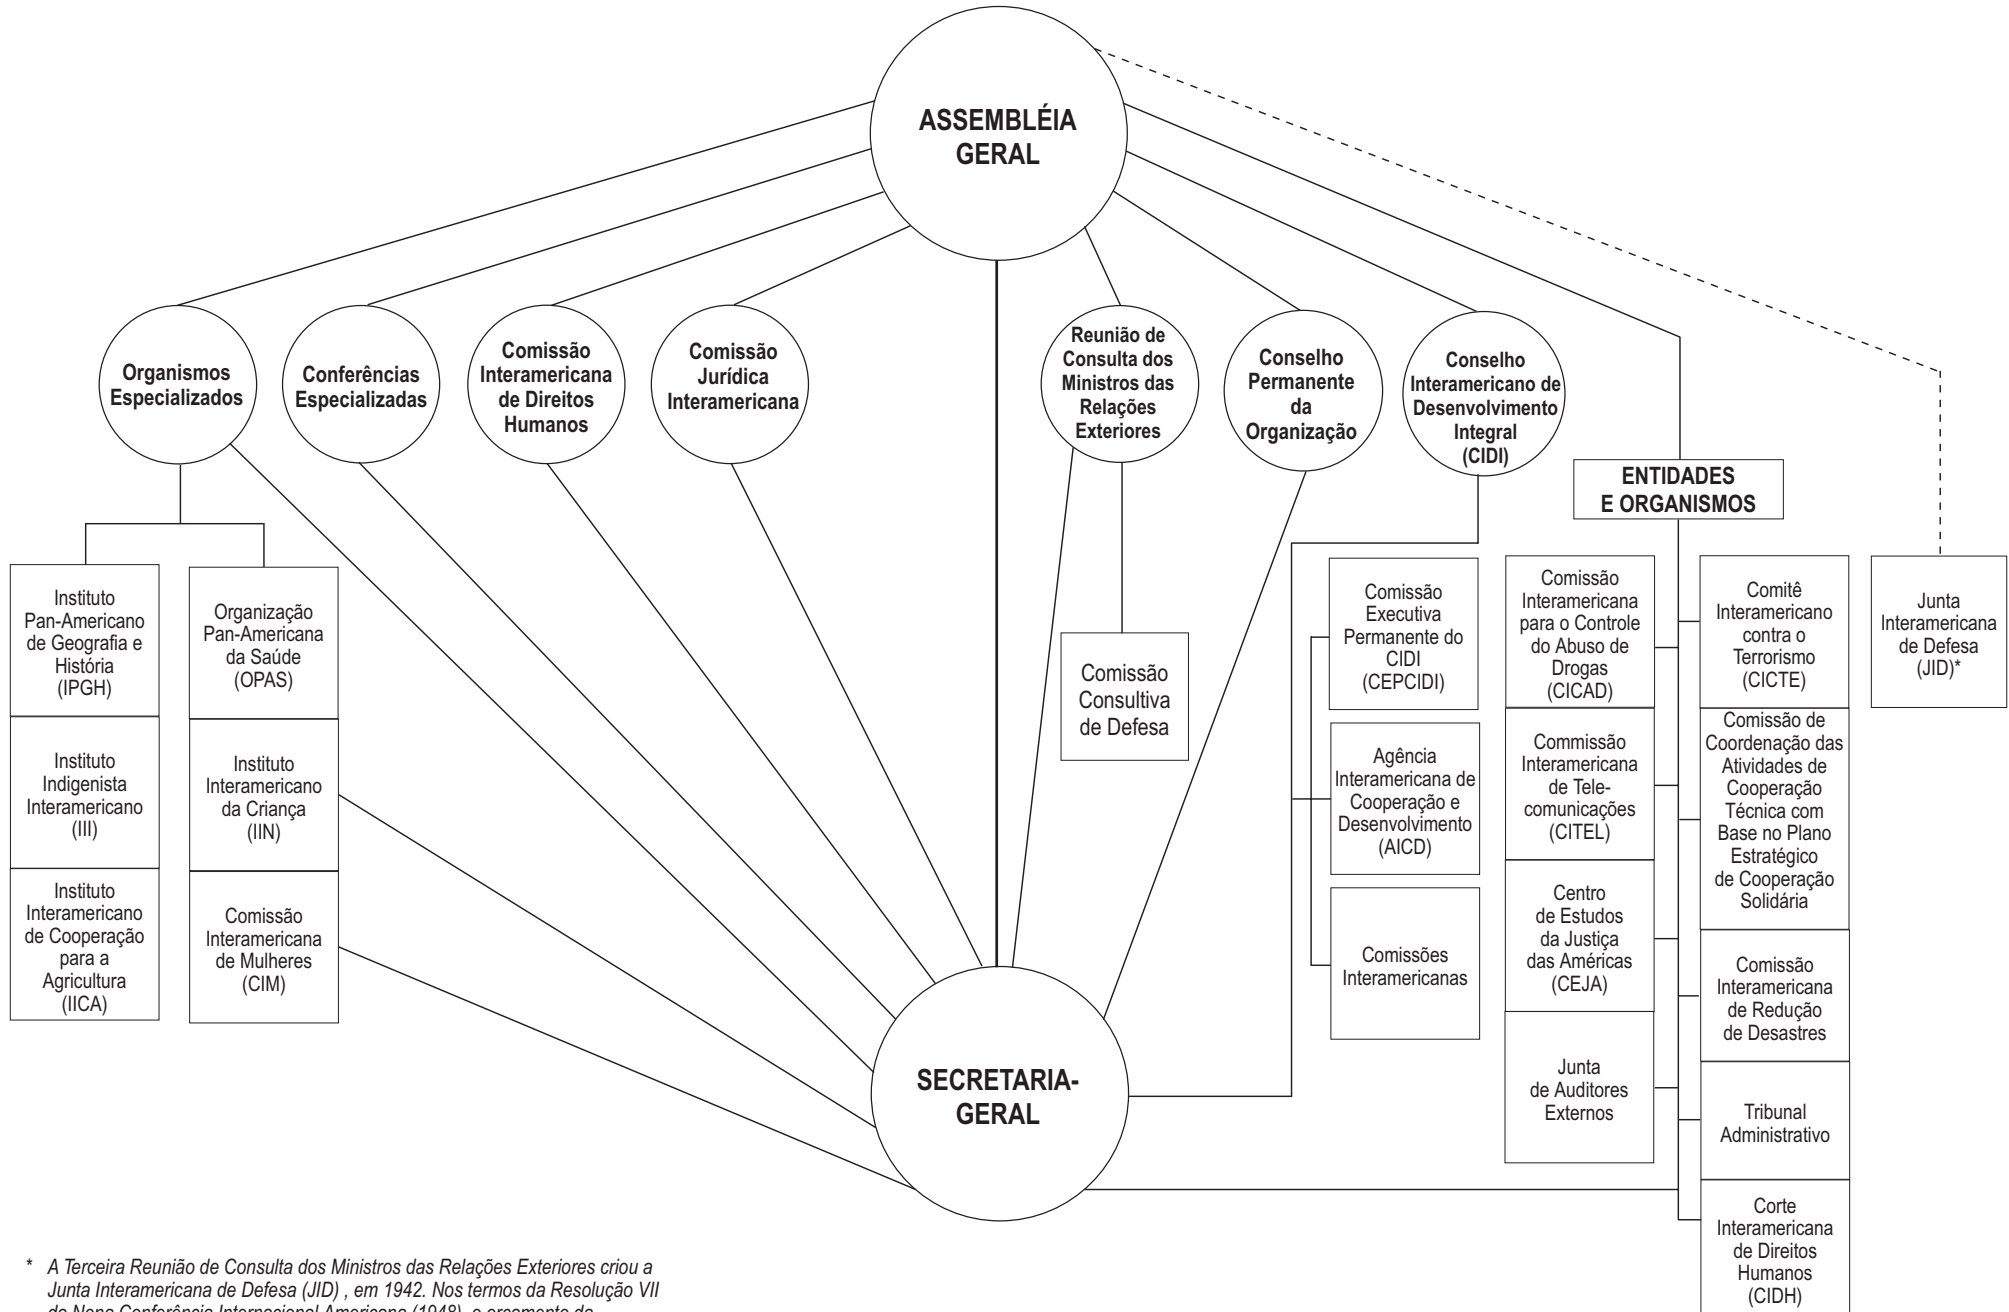 ASSEMBLÉIA
GERAL
Organismos
Especializados
Conferências
Especializadas
Comissão
Interamericana
de Direitos
Humanos
Comissão
Jurídica
Interamericana
Reunião de
Consulta dos
Ministros das
Relações
Exteriores
Conselho
Permanente
da
Organização
Conselho
Interamericano de
Desenvolvimento
Integral
(CIDI)
ENTIDADES
E ORGANISMOS
Instituto
Pan-Americano
de Geografia e
História
(IPGH)
Organização
Pan-Americana
da Saúde
(OPAS)
Instituto
Indigenista
Interamericano
(III)
Instituto
Interamericano
da Criança
(IIN)
Instituto
Interamericano
de Cooperação
para a
Agricultura
(IICA)
Comissão
Interamericana
de Mulheres
(CIM)
Comissão
Consultiva
de Defesa
Comissão
Executiva
Permanente do
CIDI
(CEPCIDI)
Agência
Interamericana de
Cooperação e
Desenvolvimento
(AICD)
Comissões
Interamericanas
Comissão
Interamericana
para o Controle
do Abuso de
Drogas
(CICAD)
Commissão
Interamericana
de Tele-
comunicações
(CITEL)
Centro
de Estudos
da Justiça
das Américas
(CEJA)
Junta
de Auditores
Externos
Comitê
Interamericano
contra o
Terrorismo
(CICTE)
Comissão de
Coordenação das
Atividades de
Cooperação
Técnica com
Base no Plano
Estratégico
de Cooperação
Solidária
Comissão
Interamericana
de Redução
de Desastres
Tribunal
Administrativo
Corte
Interamericana
de Direitos
Humanos
(CIDH)
Junta
Interamericana
de Defesa
(JID)*
SECRETARIA-
GERAL
* A Terceira Reunião de Consulta dos Ministros das Relações Exteriores criou a
Junta Interamericana de Defesa (JID) , em 1942. Nos termos da Resolução VII
da Nona Conferência Internacional Americana (1948), o orçamento da